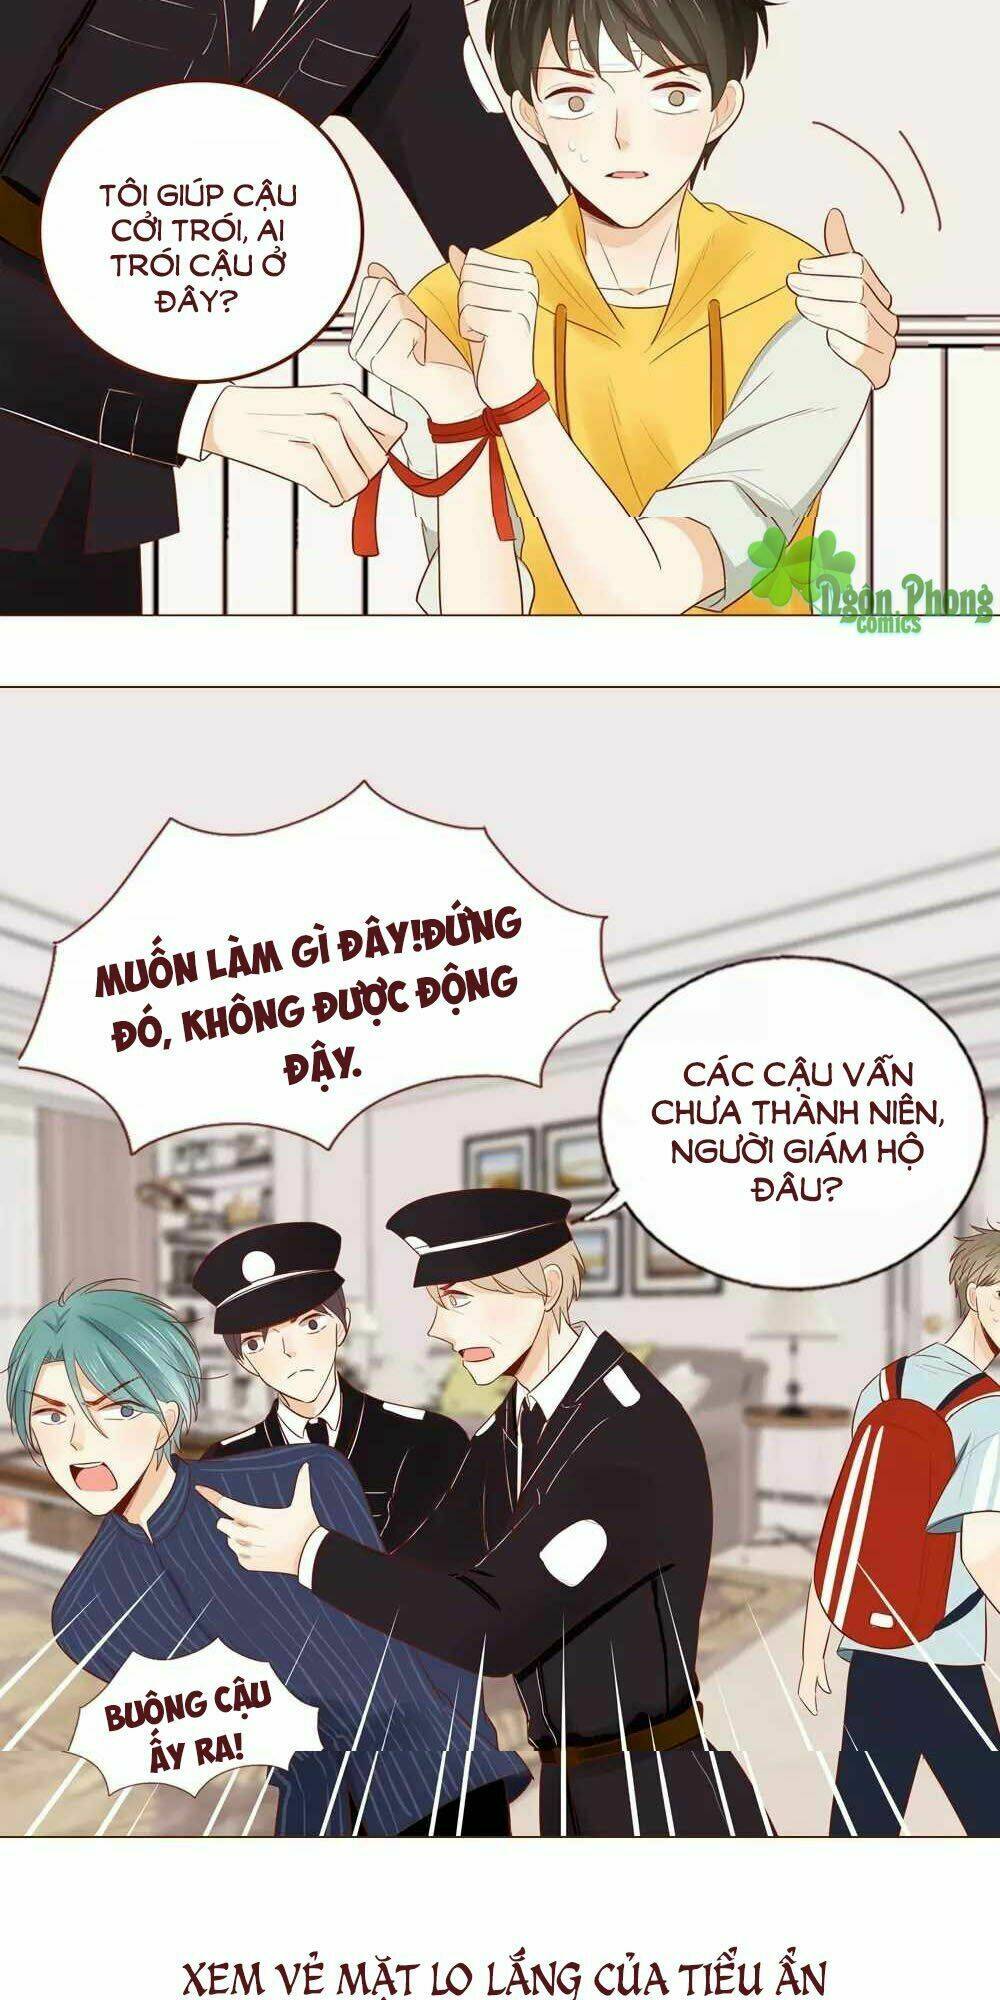 TÔI GIÚP CẬU
CỞI TRÓI, AI
TRÓI CẬU Ở
ĐÂY?
Ngôn Phong
comics
MUỐN LÀM GÌ ĐÂY!ĐỨNG
ĐÓ, KHÔNG ĐƯỢC ĐỘNG
ĐẬY.
CÁC CẬU VẪN
CHƯA THÀNH NIÊN,
NGƯỜI GIÁM HỘ
ĐÂU?
BUÔNG CẬU
ẤY RA!
XEM VẺ MẶT LO LẮNG CỦA TIỂU ẨN